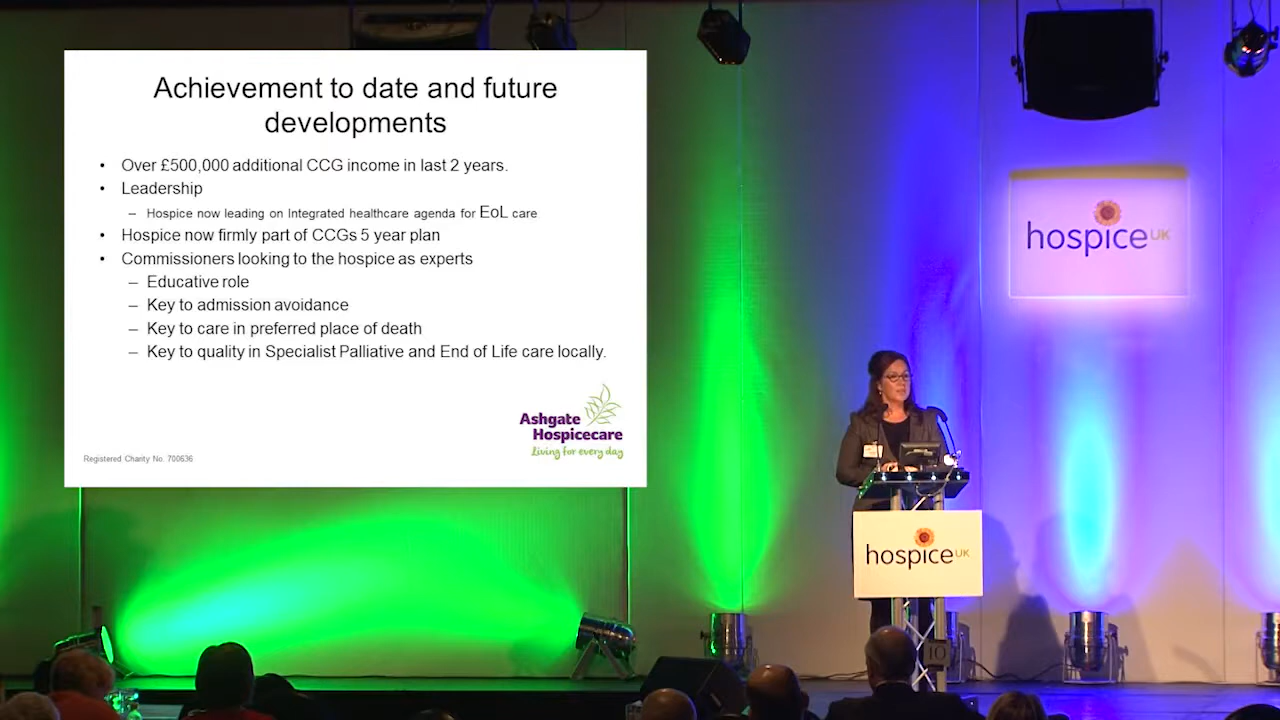 Achievement to date and future
developments
• Over £500,000 additional CCG income in last 2 years.
• Leadership
– Hospice now leading on Integrated healthcare agenda for EoL care
• Hospice now firmly part of CCGs 5 year plan
• Commissioners looking to the hospice as experts
– Educative role
– Key to admission avoidance
– Key to care in preferred place of death
– Key to quality in Specialist Palliative and End of Life care locally.
Ashgate
Hospicecare
Living for every day
Registered Charity No. 700636
hospice UK
hospice UK
10